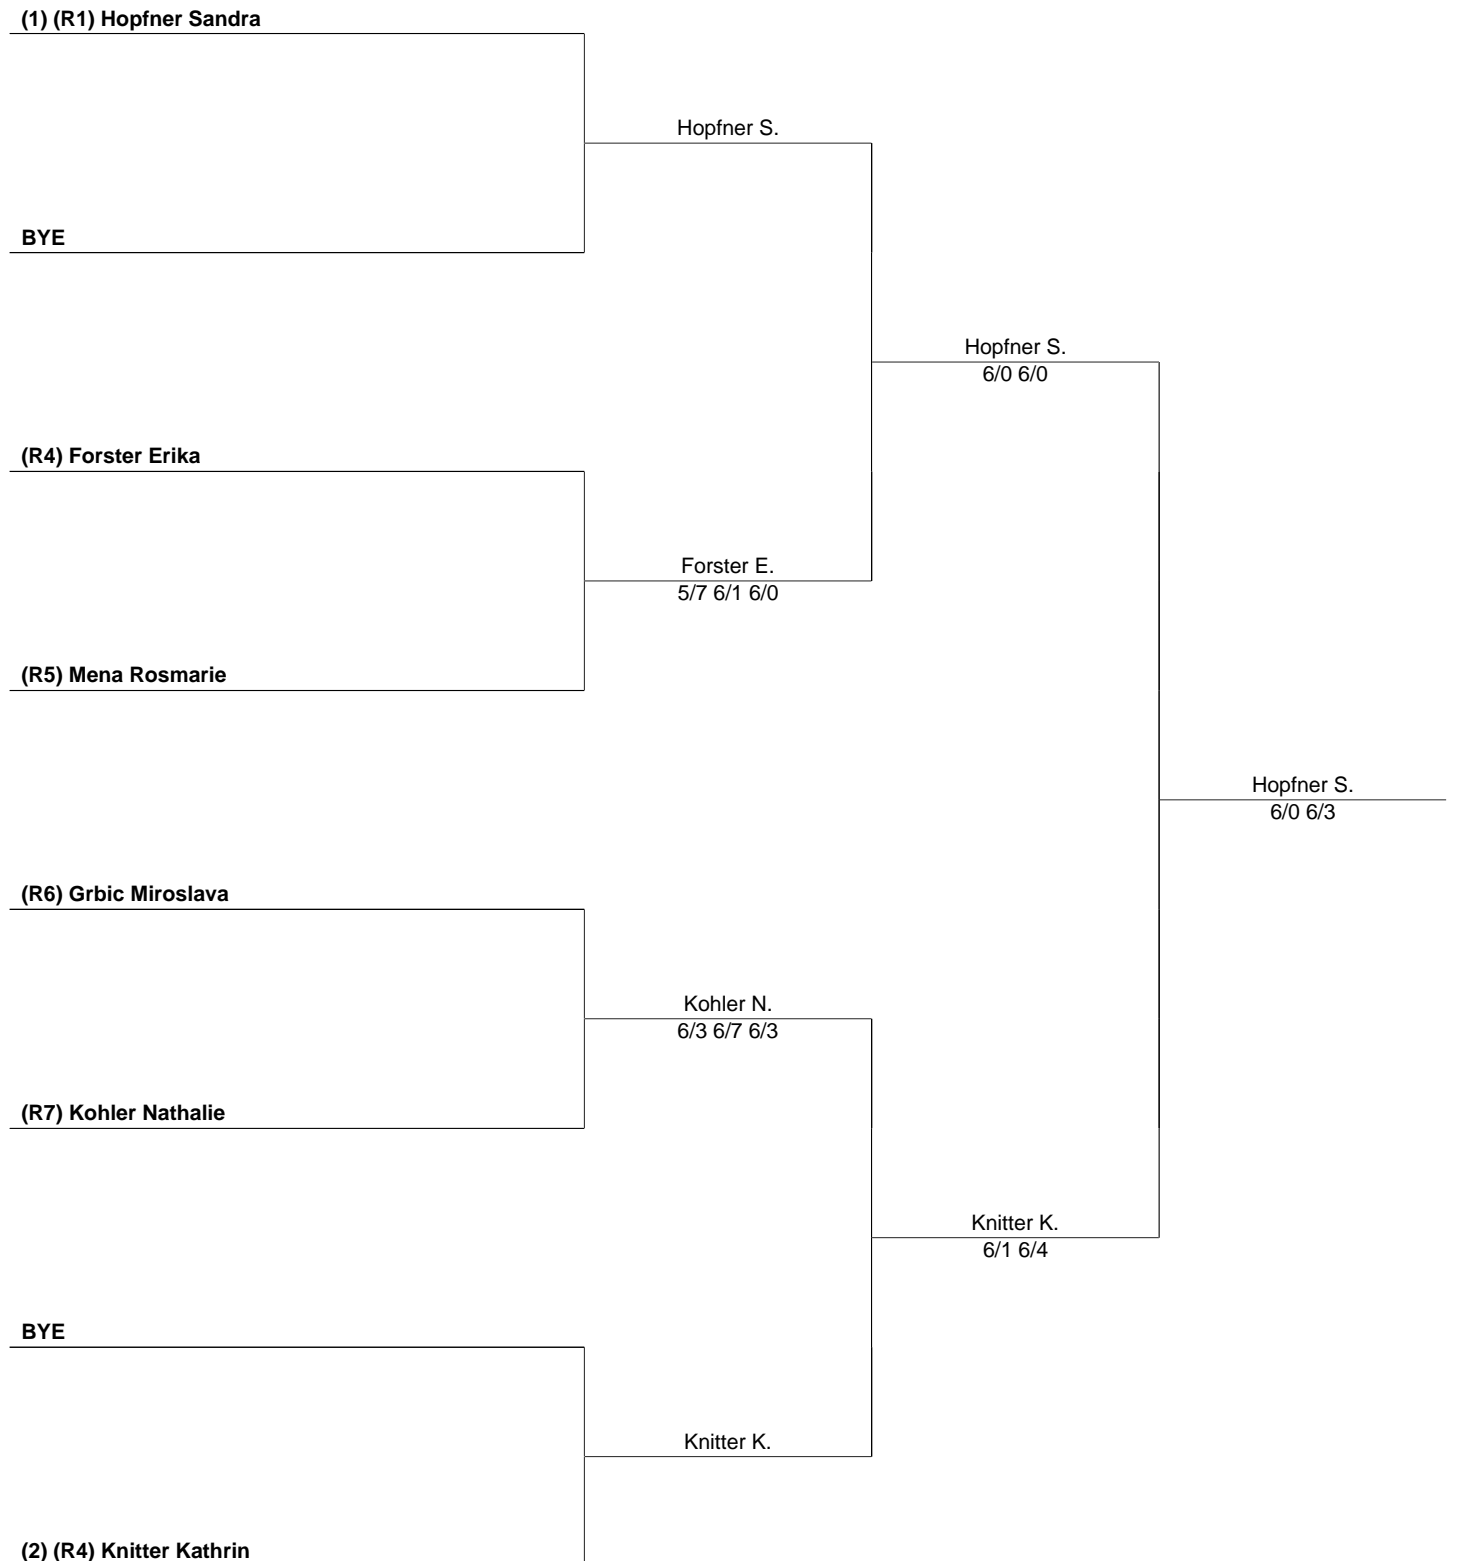 (1) (R1) Hopfner Sandra
Hopfner S.
BYE
Hopfner S.
6/0 6/0
(R4) Forster Erika
Forster E.
5/7 6/1 6/0
(R5) Mena Rosmarie
Hopfner S.
6/0 6/3
(R6) Grbic Miroslava
Kohler N.
6/3 6/7 6/3
(R7) Kohler Nathalie
Knitter K.
6/1 6/4
BYE
Knitter K.
(2) (R4) Knitter Kathrin